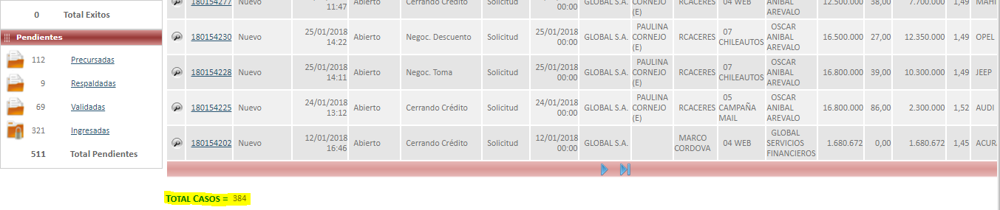 0 Total Exitos
Pendientes
112 Precursadas
9 Respaldadas
69 Validadas
321 Ingresadas
511 Total Pendientes
180154277 Nuevo 11:47 Abierto Cerrando Crédito Solicitud 00:00 GLOBAL S.A. CORNEJO (E) RCACERES 04 WEB ANIBAL AREVALO 12.500.000 38,00 7.700.000 1,49 MAHI
180154230 Nuevo 25/01/2018 14:22 Abierto Negoc. Descuento Solicitud 25/01/2018 00:00 GLOBAL S.A. PAULINA CORNEJO (E) RCACERES 07 CHILEAUTOS OSCAR ANIBAL AREVALO 16.500.000 27,00 12.350.000 1,49 OPEL
180154228 Nuevo 25/01/2018 14:11 Abierto Negoc. Toma Solicitud 25/01/2018 00:00 GLOBAL S.A. PAULINA CORNEJO (E) RCACERES 07 CHILEAUTOS OSCAR ANIBAL AREVALO 16.800.000 39,00 10.300.000 1,49 JEEP
180154225 Nuevo 24/01/2018 13:12 Abierto Cerrando Crédito Solicitud 24/01/2018 00:00 GLOBAL S.A. PAULINA CORNEJO (E) RCACERES 05 CAMPAÑA MAIL OSCAR ANIBAL AREVALO 16.800.000 86,00 2.300.000 1,52 AUDI
180154202 Nuevo 12/01/2018 16:46 Abierto Cerrando Crédito Solicitud 12/01/2018 00:00 GLOBAL S.A. MARCO CORDOVA 04 WEB GLOBAL SERVICIOS FINANCIEROS 1.680.672 0,00 1.680.672 1,45 ACUR
TOTAL CASOS = 384